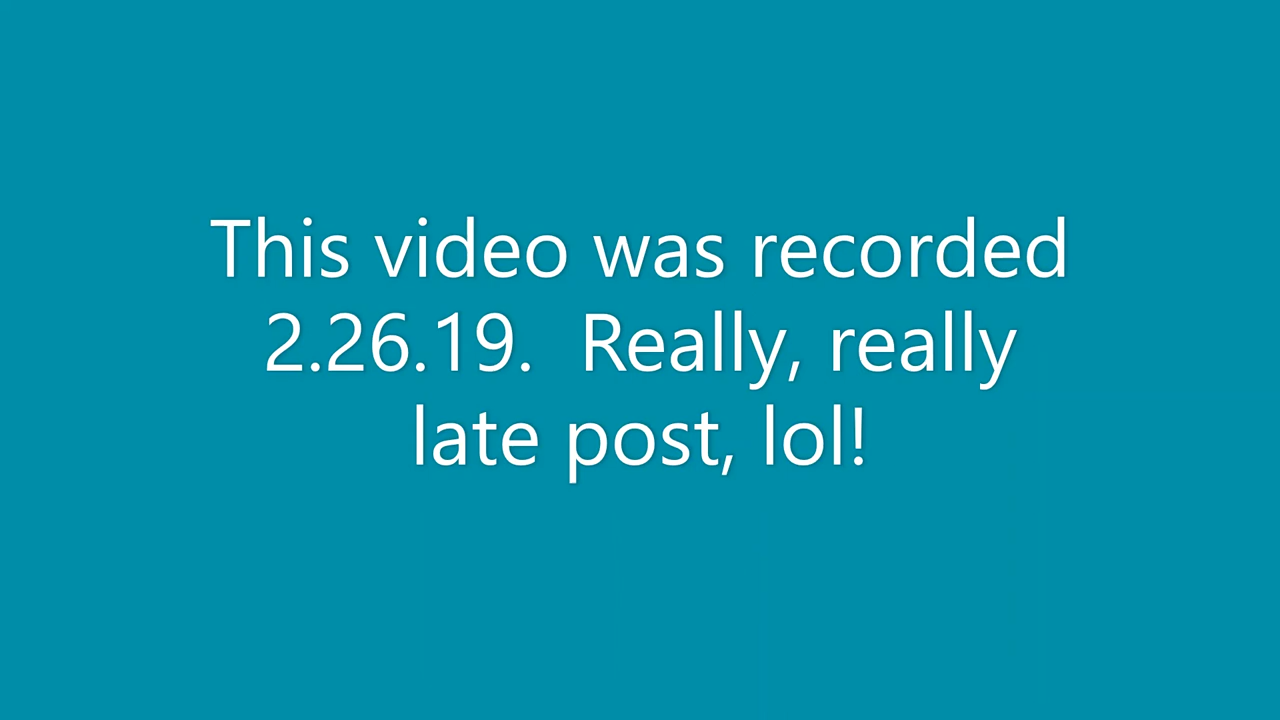 This video was recorded
2.26.19.  Really, really
late post, lol!